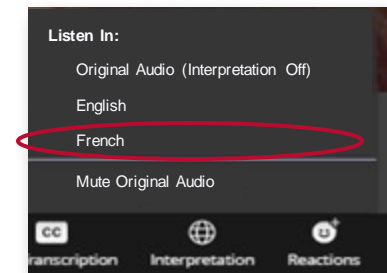 Listen In:
Original Audio (Interpretation Off)
English
French
Mute Original Audio
CC
ranscription Interpretation Reactions